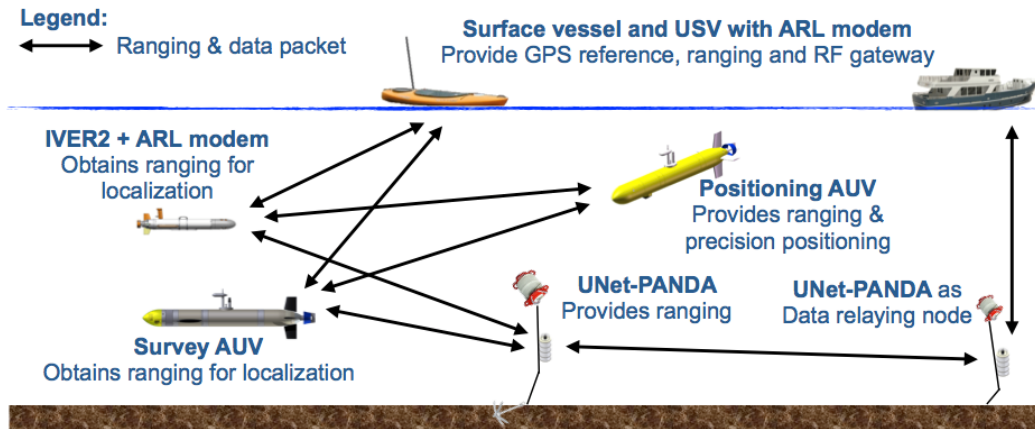 Legend:
Ranging & data packet
Surface vessel and USV with ARL modem
Provide GPS reference, ranging and RF gateway
IVER2 + ARL modem
Obtains ranging for
localization
Positioning AUV
Provides ranging &
precision positioning
UNet-PANDA
Provides ranging
UNet-PANDA as
Data relaying node
Survey AUV
Obtains ranging for localization